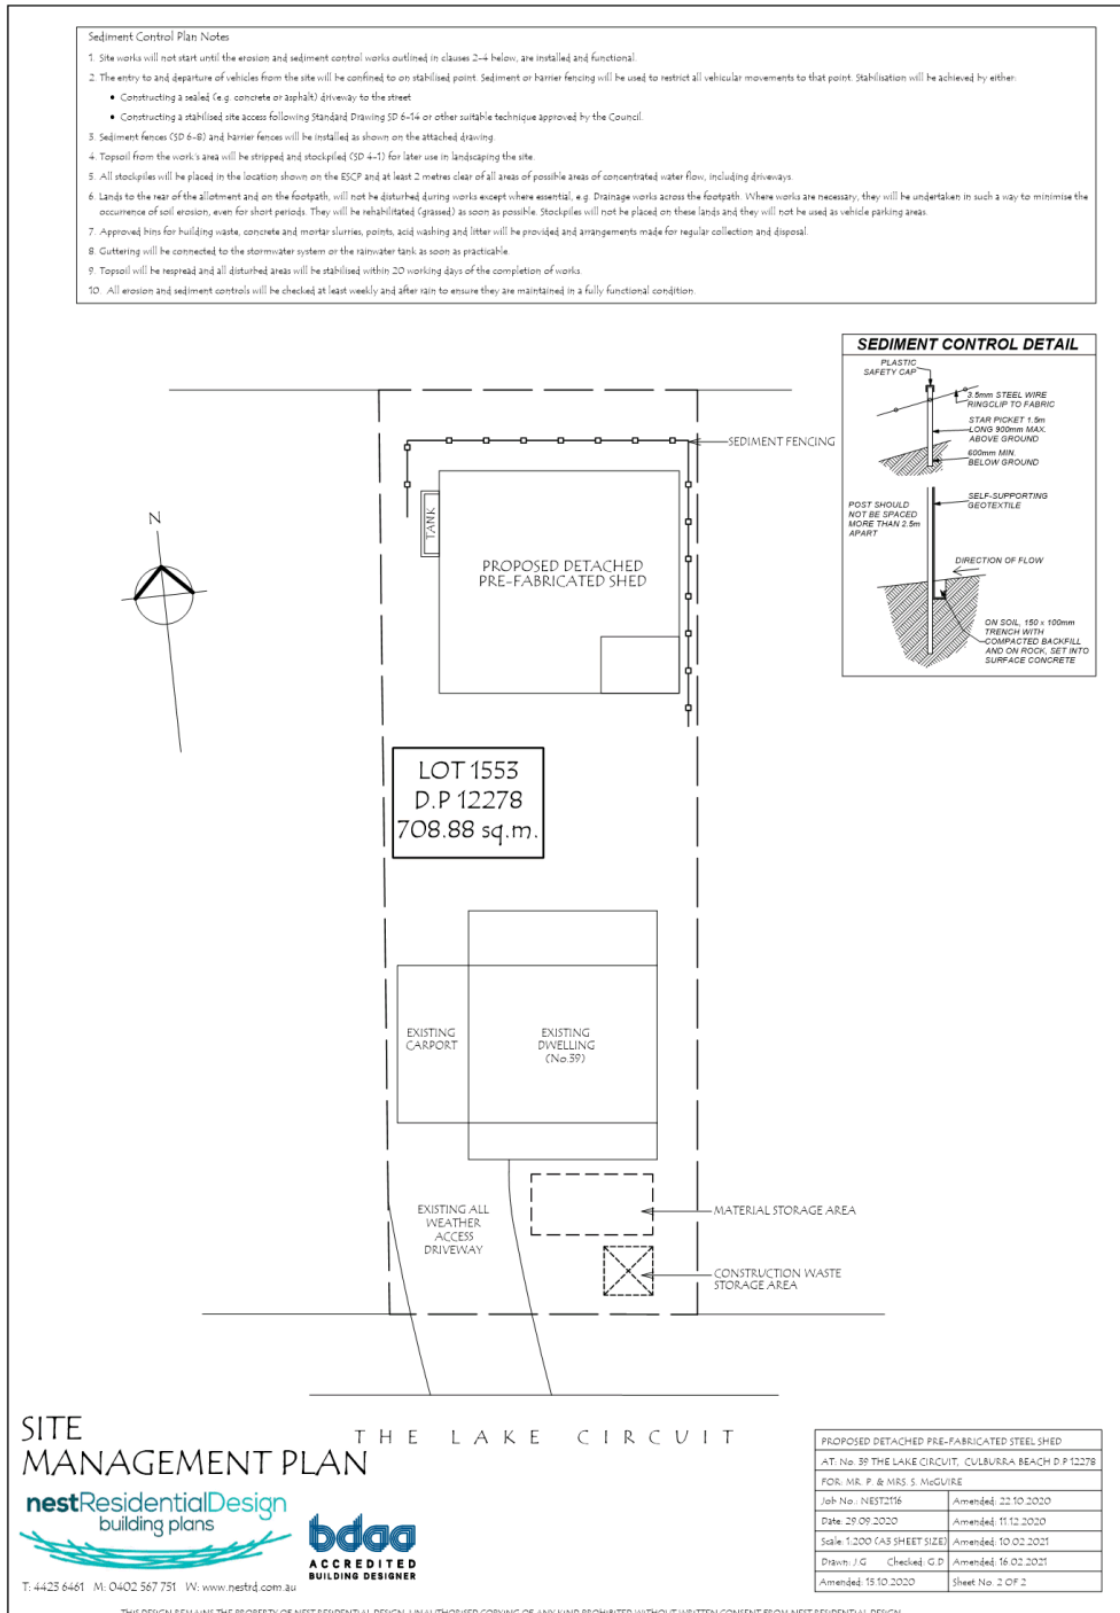 Sediment Control Plan Notes
1. Site works will not start until the erosion and sediment control works outlined in clauses 2-4 below, are installed and functional.
2. The entry to and departure of vehicles from the site will be confined to on stabilised point. Sediment or barrier fencing will be used to restrict all vehicular movements to that point. Stabilisation will be achieved by either:
• Constructing a sealed (e.g. concrete or asphalt) driveway to the street
• Constructing a stabilised site access following Standard Drawing SD 6-14 or other suitable technique approved by the Council.
3. Sediment fences (SD 6-8) and barrier fences will be installed as shown on the attached drawing.
4. Topsoil from the work's area will be stripped and stockpiled (SD 4-1) for later use in landscaping the site.
5. All stockpiles will be placed in the location shown on the ESCP and at least 2 metres clear of all areas of possible areas of concentrated water flow, including driveways.
6. Lands to the rear of the allotment and on the footpath, will not be disturbed during works except where essential, e.g. Drainage works across the footpath. Where works are necessary, they will be undertaken in such a way to minimise the
occurrence of soil erosion, even for short periods. They will be rehabilitated (grassed) as soon as possible. Stockpiles will not be placed on these lands and they will not be used as vehicle parking areas.
7. Approved bins for building waste, concrete and mortar slurries, points, acid washing and litter will be provided and arrangements made for regular collection and disposal.
8. Guttering will be connected to the stormwater system or the rainwater tank as soon as practicable.
9. Topsoil will be respread and all disturbed areas will be stabilised within 20 working days of the completion of works.
10. All erosion and sediment controls will be checked at least weekly and after rain to ensure they are maintained in a fully functional condition.
SEDIMENT CONTROL DETAIL
PLASTIC
SAFETY CAP
3.5mm STEEL WIRE
RINGCLIP TO FABRIC
STAR PICKET 1.5m
LONG 900mm MAX.
ABOVE GROUND
600mm MIN.
BELOW GROUND
SELF-SUPPORTING
GEOTEXTILE
POST SHOULD
NOT BE SPACED
MORE THAN 2.5m
APART
DIRECTION OF FLOW
ON SOIL, 150 x 100mm
TRENCH WITH
COMPACTED BACKFILL
AND ON ROCK, SET INTO
SURFACE CONCRETE
SEDIMENT FENCING
TANK
PROPOSED DETACHED
PRE-FABRICATED SHED
N
LOT 1553
D.P 12278
708.88 sq.m.
EXISTING
CARPORT
EXISTING
DWELLING
(No.39)
EXISTING ALL
WEATHER
ACCESS
DRIVEWAY
MATERIAL STORAGE AREA
CONSTRUCTION WASTE
STORAGE AREA
THE LAKE CIRCUIT
SITE
MANAGEMENT PLAN
nestResidentialDesign
building plans
bdaa
ACCREDITED
BUILDING DESIGNER
T: 4423 6461 M: 0402 567 751 W: www.nestrd.com.au
PROPOSED DETACHED PRE-FABRICATED STEEL SHED
AT: No. 39 THE LAKE CIRCUIT, CULBURRA BEACH D.P 12278
FOR: MR. P. & MRS. S. McGUIRE
Job No.: NEST2116 Amended: 22.10.2020
Date: 29.09.2020 Amended: 11.12.2020
Scale: 1:200 (A3 SHEET SIZE) Amended: 10.02.2021
Drawn: J.G Checked: G.D Amended: 16.02.2021
Amended: 15.10.2020 Sheet No. 2 OF 2
THIS DESIGN REMAINS THE PROPERTY OF NEST RESIDENTIAL DESIGN. UNAUTHORISED COPYING OF ANY KIND PROHIBITED WITHOUT WRITTEN CONSENT FROM NEST RESIDENTIAL DESIGN